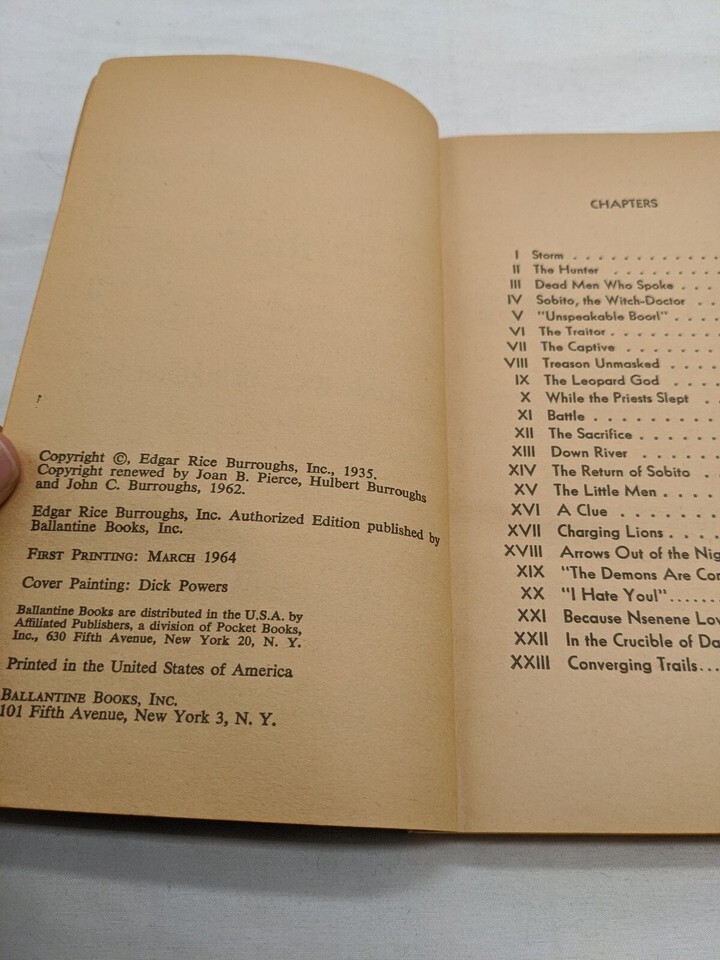 Copyright ©, Edgar Rice Burroughs, Inc., 1935.
Copyright renewed by Joan B. Pierce, Hulbert Burroughs
and John C. Burroughs, 1962.
Edgar Rice Burroughs, Inc. Authorized Edition published by
Ballantine Books, Inc.
First Printing: March 1964
Cover Painting: Dick Powers
Ballantine Books are distributed in the U.S.A. by
Affiliated Publishers, a division of Pocket Books,
Inc., 630 Fifth Avenue, New York 20, N. Y.
Printed in the United States of America
Ballantine Books, Inc.
101 Fifth Avenue, New York 3, N. Y.
CHAPTERS
I Storm . . . . . . . . . . . .
II The Hunter . . . . . . . .
III Dead Men Who Spoke . . .
IV Sobito, the Witch-Doctor . .
V "Unspeakable Boorl" . . . .
VI The Traitor . . . . . . . . .
VII The Captive . . . . . . . .
VIII Treason Unmasked . . . .
IX The Leopard God . . . .
X While the Priests Slept . .
XI Battle . . . . . . . . . .
XII The Sacrifice . . . . . .
XIII Down River . . . . . . .
XIV The Return of Sobito . .
XV The Little Men . . . . .
XVI A Clue . . . . . . . .
XVII Charging Lions . . . .
XVIII Arrows Out of the Nig
XIX "The Demons Are Co
XX "I Hate You!" ......
XXI Because Nsenene Lov
XXII In the Crucible of Da
XXIII Converging Trails...